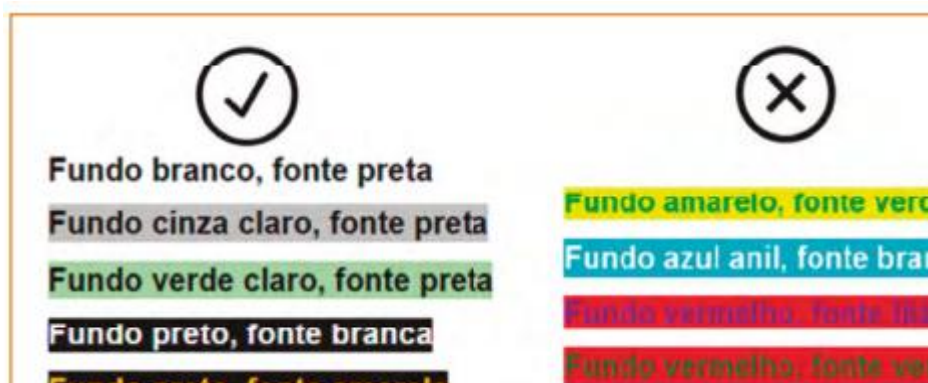 Fundo branco, fonte preta
Fundo cinza claro, fonte preta
Fundo verde claro, fonte preta
Fundo preto, fonte branca
Fundo amarelo, fonte
Fundo azul anil, fonte
Fundo vermelho, fonte
Fundo vermelho, fonte